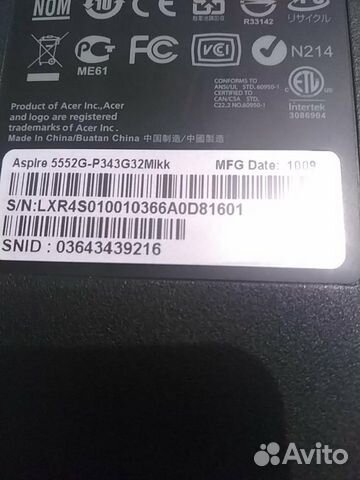 NOM
R33142
リサイクル
ME61
VCI
N214
CONFORMS TO
ANSI/UL STD. 60950-1
CERTIFIED TO
CAN/CSA STD.
C22.2 NO.60950-1
ETL
Intertek
3086904
Product of Acer Inc.,Acer
and logo are registered
trademarks of Acer Inc.
Made in China/Buatan China 中国制造/中國製造
Aspire 5552G-P343G32Mikk MFG Date: 1009
S/N:LXR4S010010366A0D81601
SNID : 03643439216
Avito